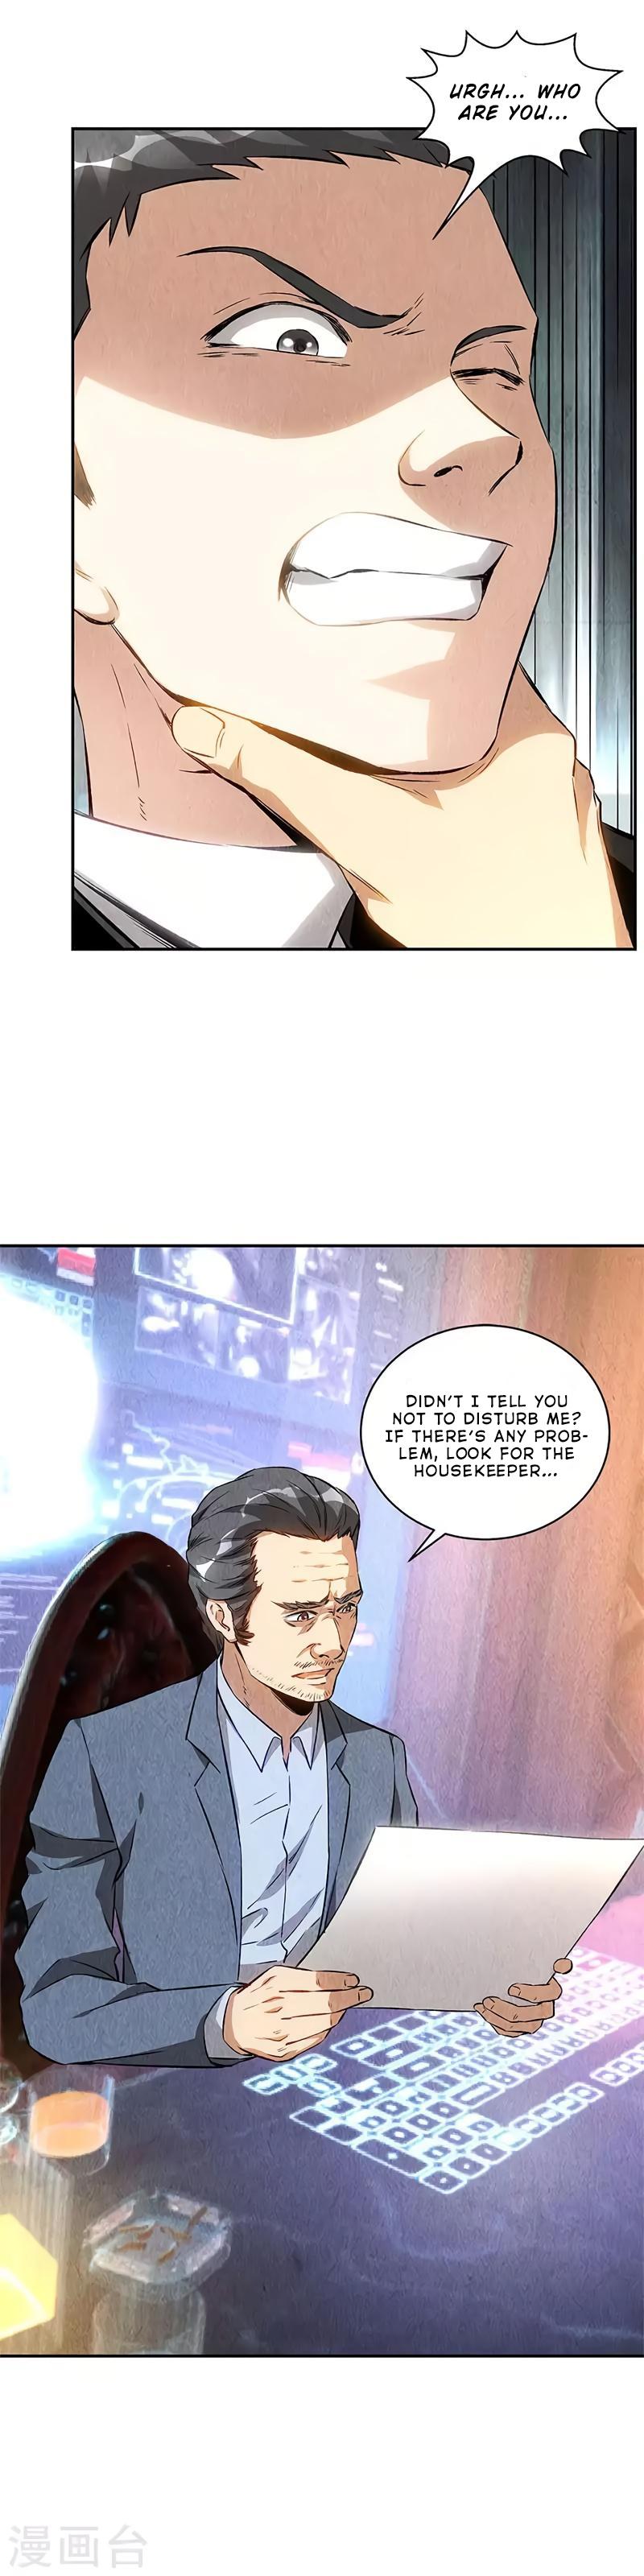 URGH... WHO
ARE YOU...
DIDN'T I TELL YOU
NOT TO DISTURB ME?
IF THERE'S ANY PROB-
LEM, LOOK FOR THE
HOUSEKEEPER...
漫画台